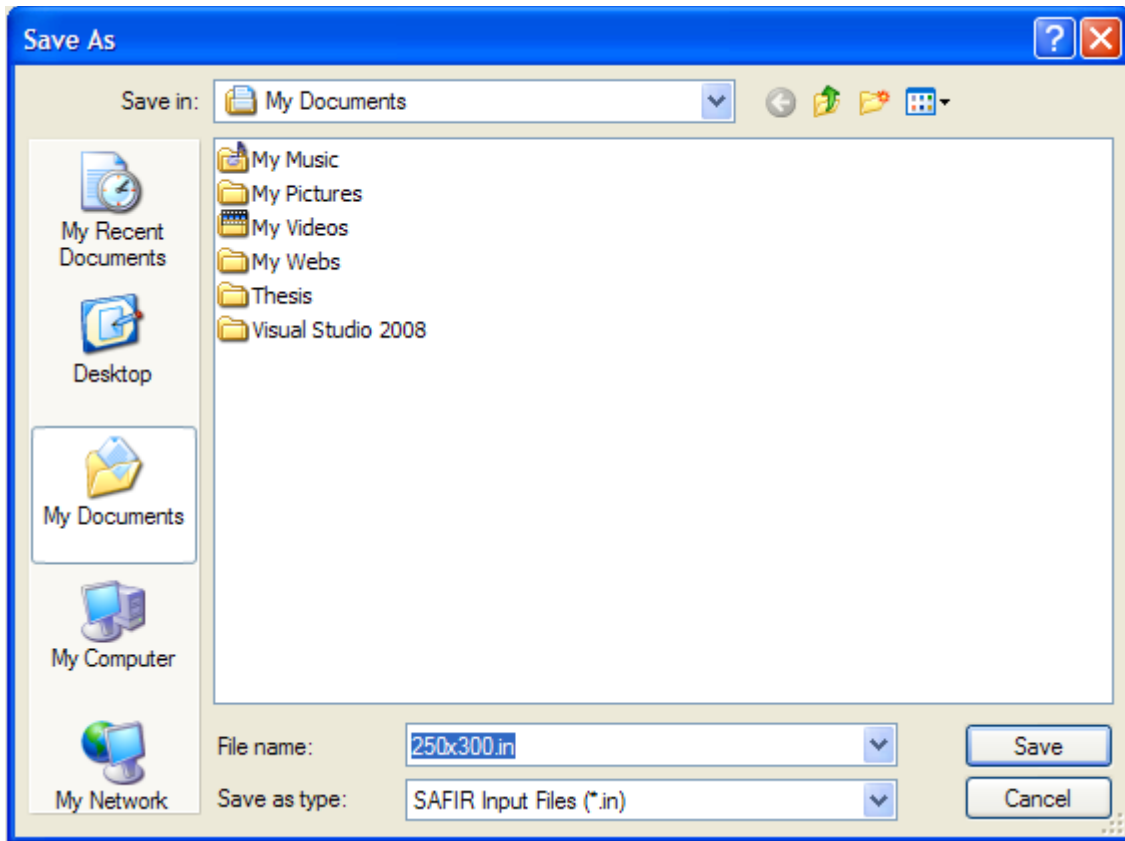 Save As
Save in:
My Documents
My Recent
Documents
Desktop
My Documents
My Computer
My Network
My Music
My Pictures
My Videos
My Webs
Thesis
Visual Studio 2008
File name:
250x300.in
Save
Save as type:
SAFIR Input Files (*.in)
Cancel